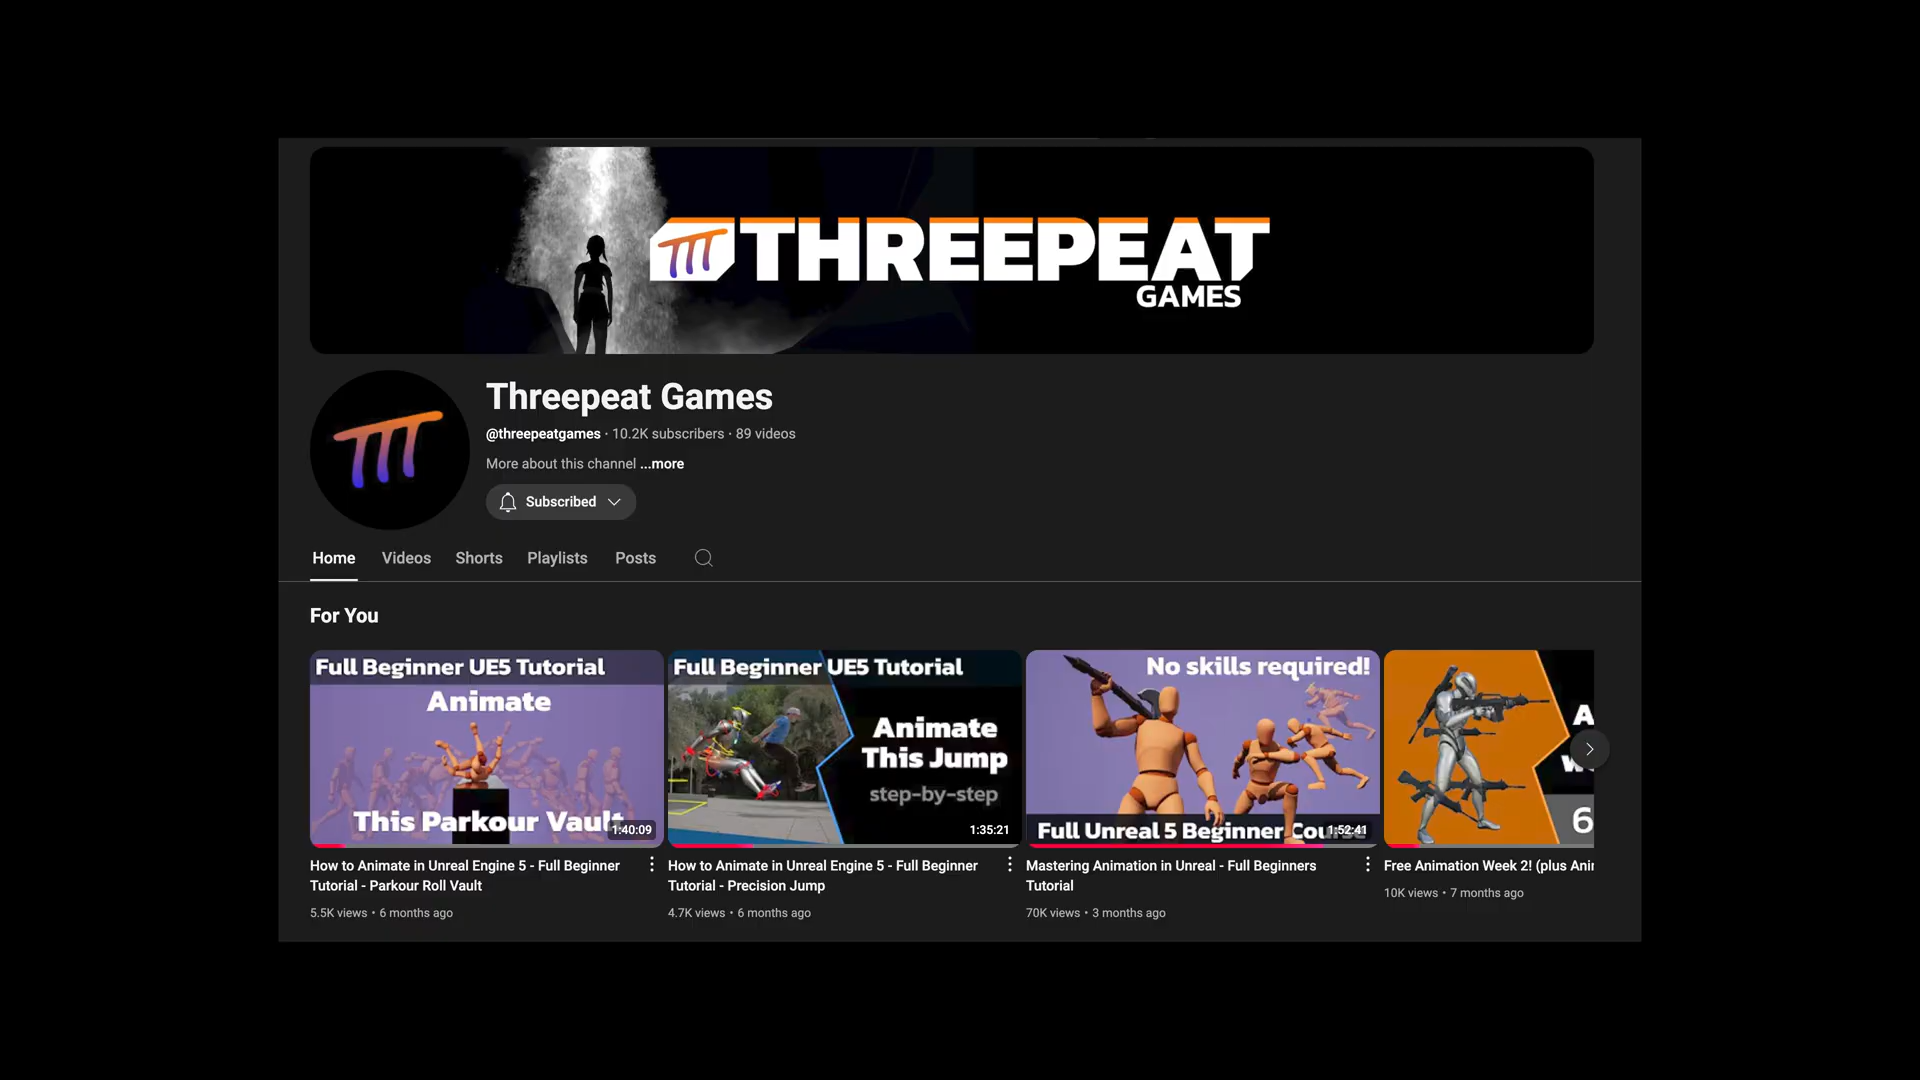 THREEPEAT
GAMES
Threepeat Games
@threepeatgames · 10.2K subscribers · 89 videos
More about this channel ...more
Subscribed
Home Videos Shorts Playlists Posts
For You
Full Beginner UE5 Tutorial
Animate
This Parkour Vault
1:40:09
How to Animate in Unreal Engine 5 - Full Beginner
Tutorial - Parkour Roll Vault
5.5K views • 6 months ago
Full Beginner UE5 Tutorial
Animate
This Jump
step-by-step
1:35:21
How to Animate in Unreal Engine 5 - Full Beginner
Tutorial - Precision Jump
4.7K views • 6 months ago
No skills required!
Full Unreal 5 Beginner
1:52:41
Mastering Animation in Unreal - Full Beginners
Tutorial
70K views • 3 months ago
A
6
Free Animation Week 2! (plus Ani
10K views • 7 months ago